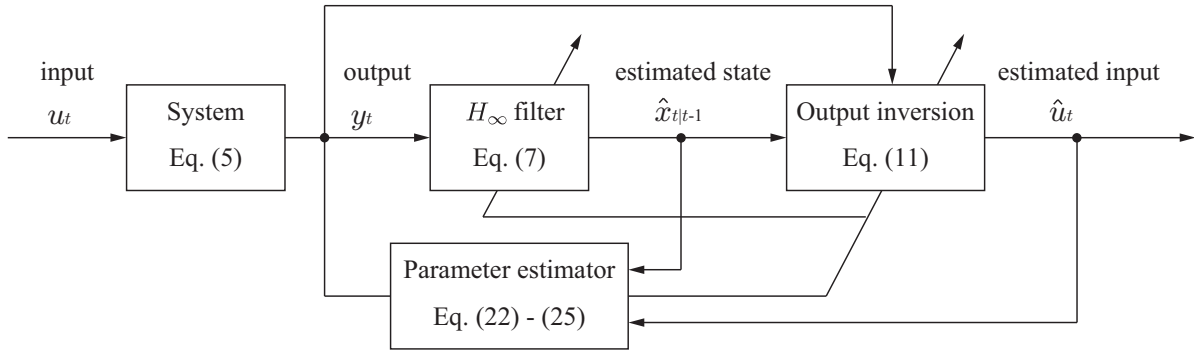 input
u_t
System
Eq. (5)
output
y_t
H_∞ filter
Eq. (7)
estimated state
x̂_{t|t-1}
Output inversion
Eq. (11)
estimated input
û_t
Parameter estimator
Eq. (22) - (25)